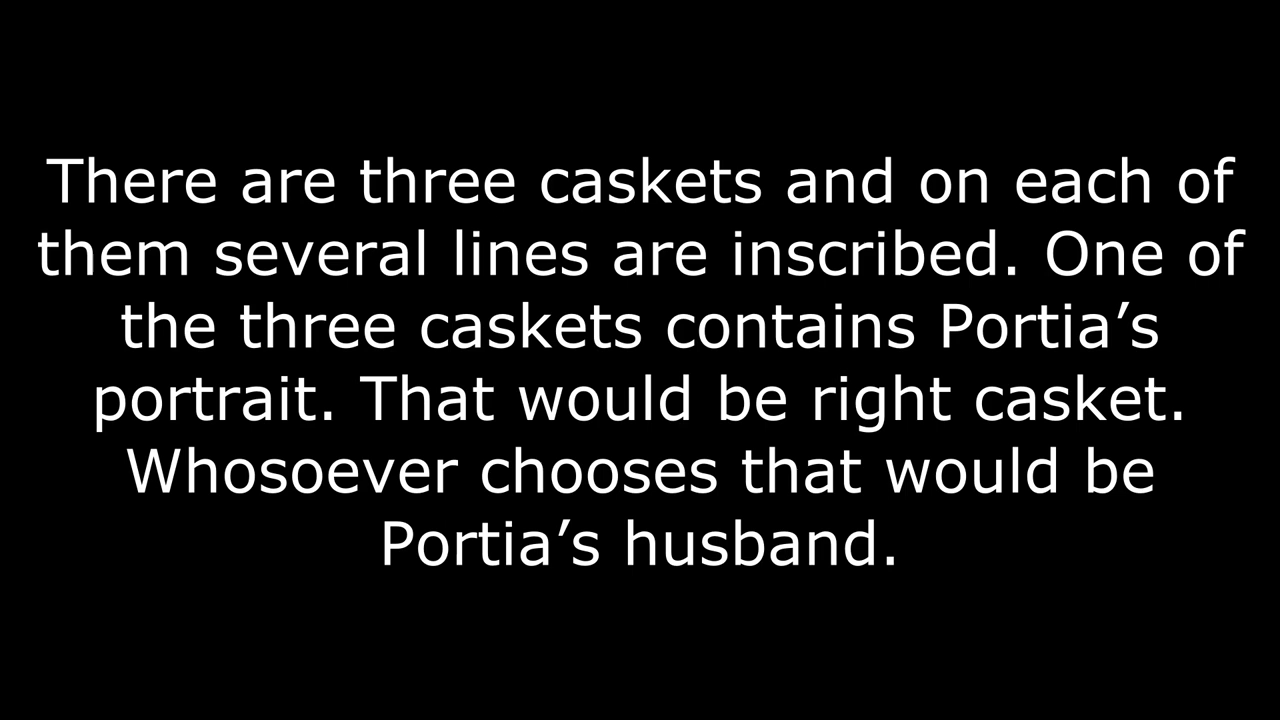 There are three caskets and on each of
them several lines are inscribed. One of
the three caskets contains Portia’s
portrait. That would be right casket.
Whosoever chooses that would be
Portia’s husband.